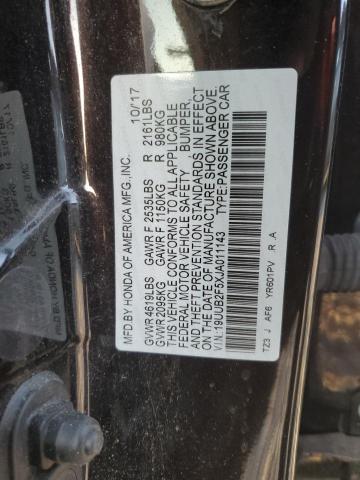 MFD. BY HONDA OF AMERICA MFG., INC. 10/17
GVWR 4619LBS GAWR F 2535LBS R 2161LBS
GVWR 2095KG GAWR F 1150KG R 980KG
THIS VEHICLE CONFORMS TO ALL APPLICABLE
FEDERAL MOTOR VEHICLE SAFETY, BUMPER,
AND THEFT PREVENTION STANDARDS IN EFFECT
ON THE DATE OF MANUFACTURE SHOWN ABOVE.
VIN: 19UUB2F5XJA011143 TYPE: PASSENGER CAR
TZ3 J AF6 YR601PV R A